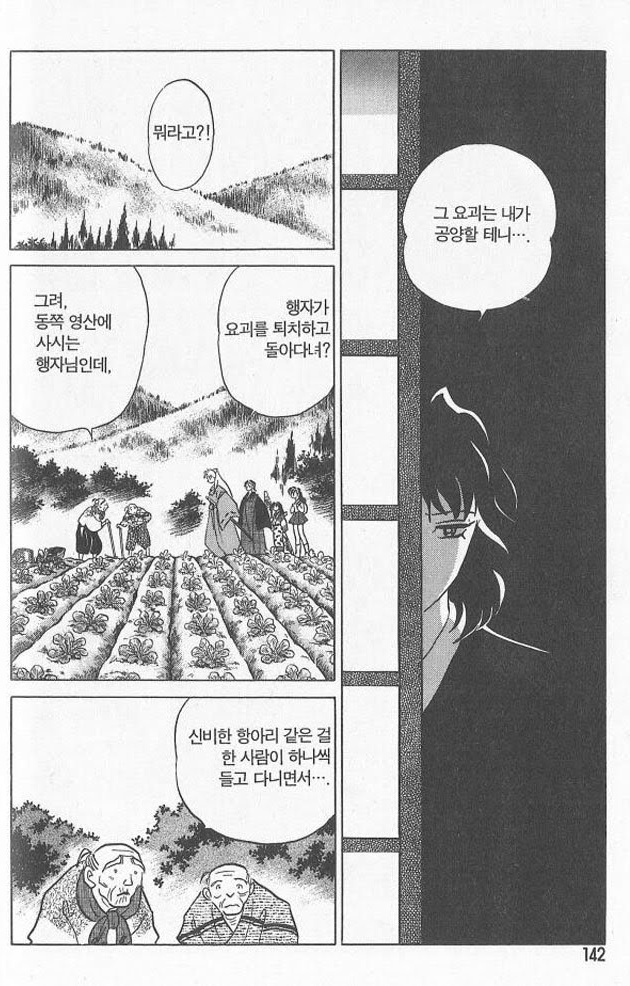 그 요괴는 내가
공양할 테니….
뭐라고?!
행자가
요괴를 퇴치하고
돌아다녀?
그려,
동쪽 영산에
사시는
행자님인데,
신비한 항아리 같은 걸
한 사람이 하나씩
들고 다니면서….
142